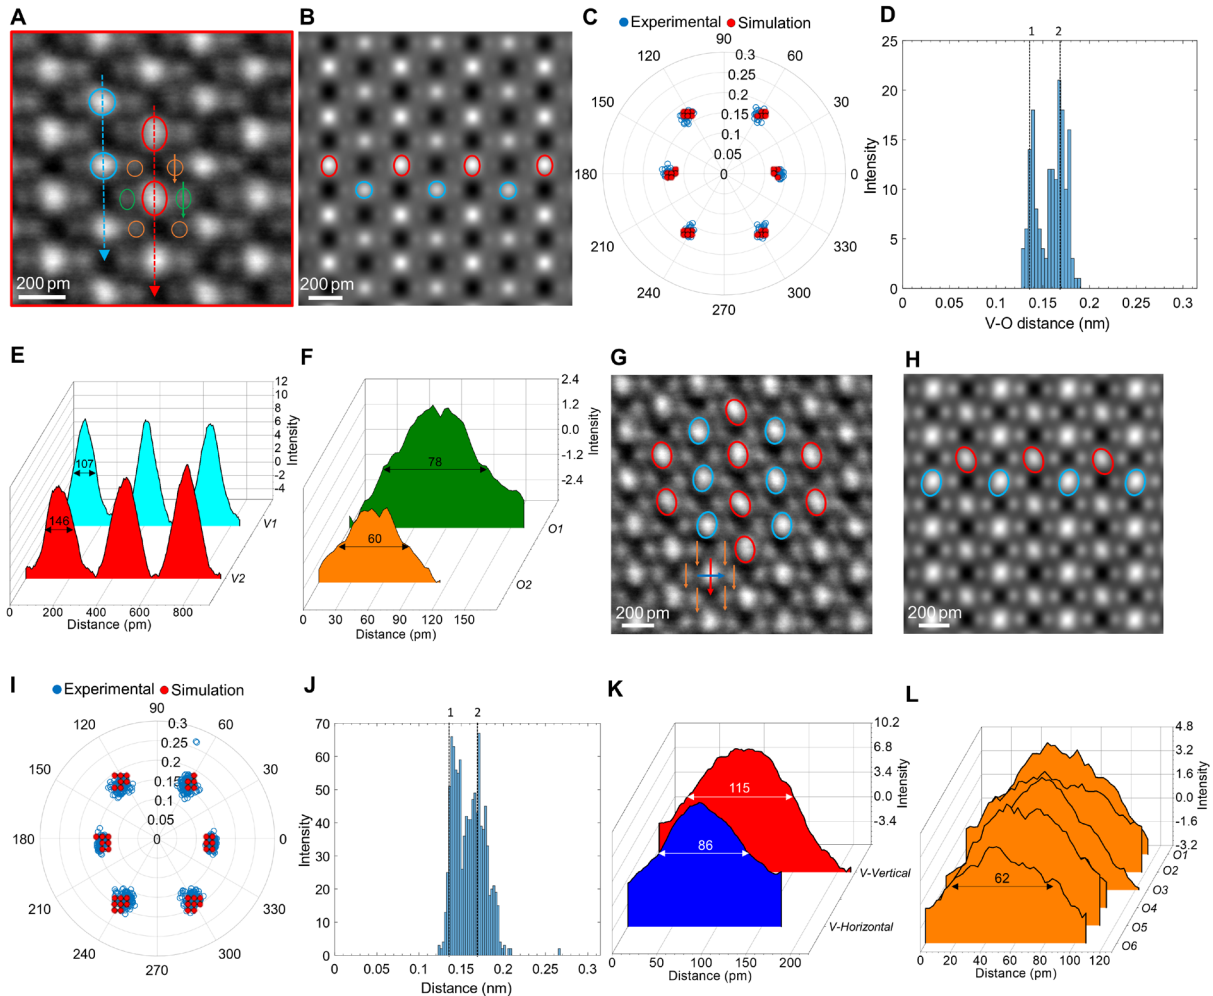 A
200 pm
B
200 pm
C
Experimental Simulation
90
120 60
0.3
0.25
0.2
150 30
0.15
0.1
0.05
180 0 0
210 330
240 300
270
D
1 2
25
20
15
10
5
0
Intensity
0 0.05 0.1 0.15 0.2 0.25 0.3
V-O distance (nm)
E
12
10
8
6
4
2
0
-2
-4
Intensity
107
146
V1
V2
0 200 400 600 800
Distance (pm)
F
2.4
1.2
0.0
-1.2
-2.4
Intensity
78
60
O1
O2
0 30 60 90 120 150
Distance (pm)
G
200 pm
H
200 pm
I
Experimental Simulation
90
120 60
0.3
0.25
0.2
150 30
0.15
0.1
0.05
180 0 0
210 330
240 300
270
J
1 2
70
60
50
40
30
20
10
0
Intensity
0 0.05 0.1 0.15 0.2 0.25 0.3
Distance (nm)
K
10.2
6.8
3.4
0.0
-3.4
Intensity
115
86
V-Vertical
V-Horizontal
0 50 100 150 200
Distance (pm)
L
4.8
3.2
1.6
0.0
-1.6
-3.2
Intensity
62
O1
O2
O3
O4
O5
O6
0 20 40 60 80 100 120
Distance (pm)